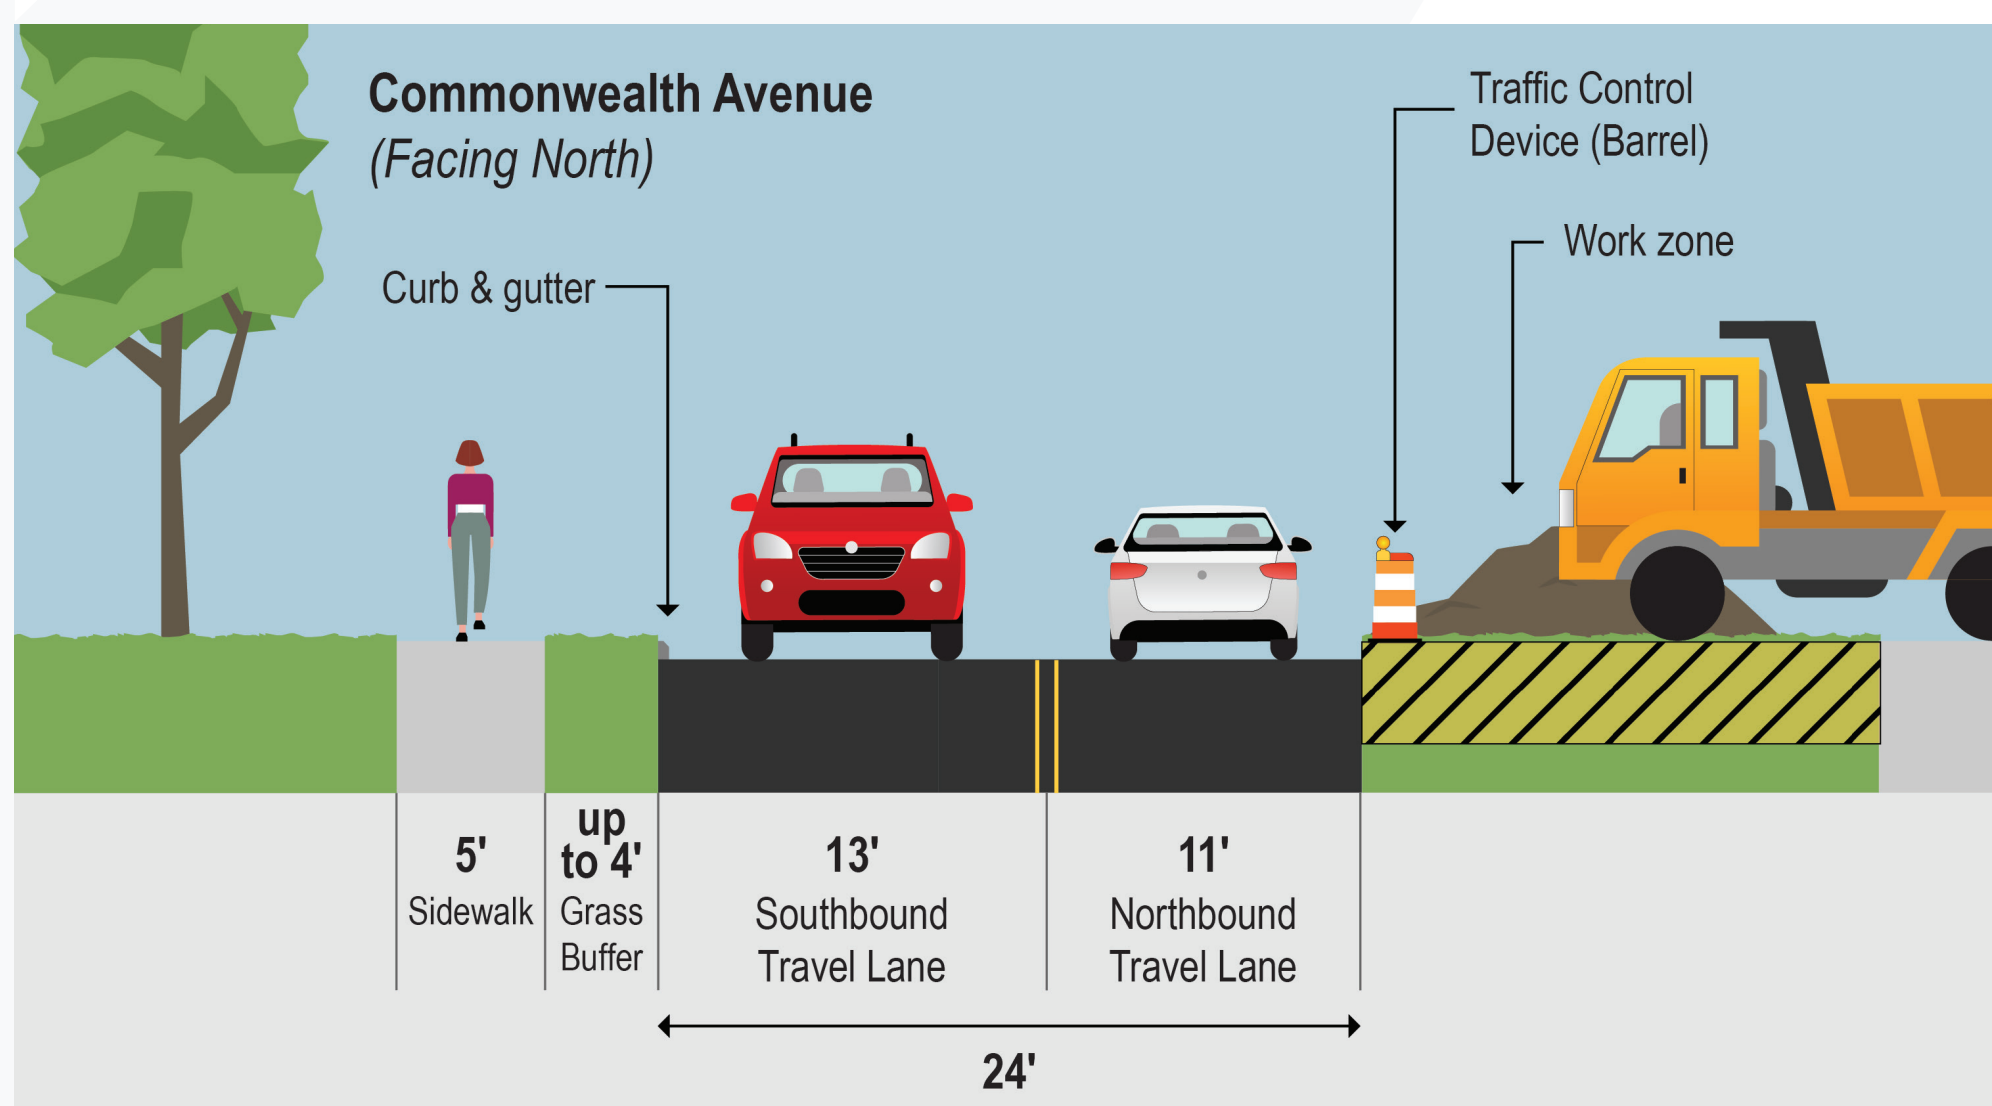 Commonwealth Avenue
(Facing North)
Traffic Control
Device (Barrel)
Work zone
Curb & gutter
5'
Sidewalk
up
to 4'
Grass
Buffer
13'
Southbound
Travel Lane
11'
Northbound
Travel Lane
24'